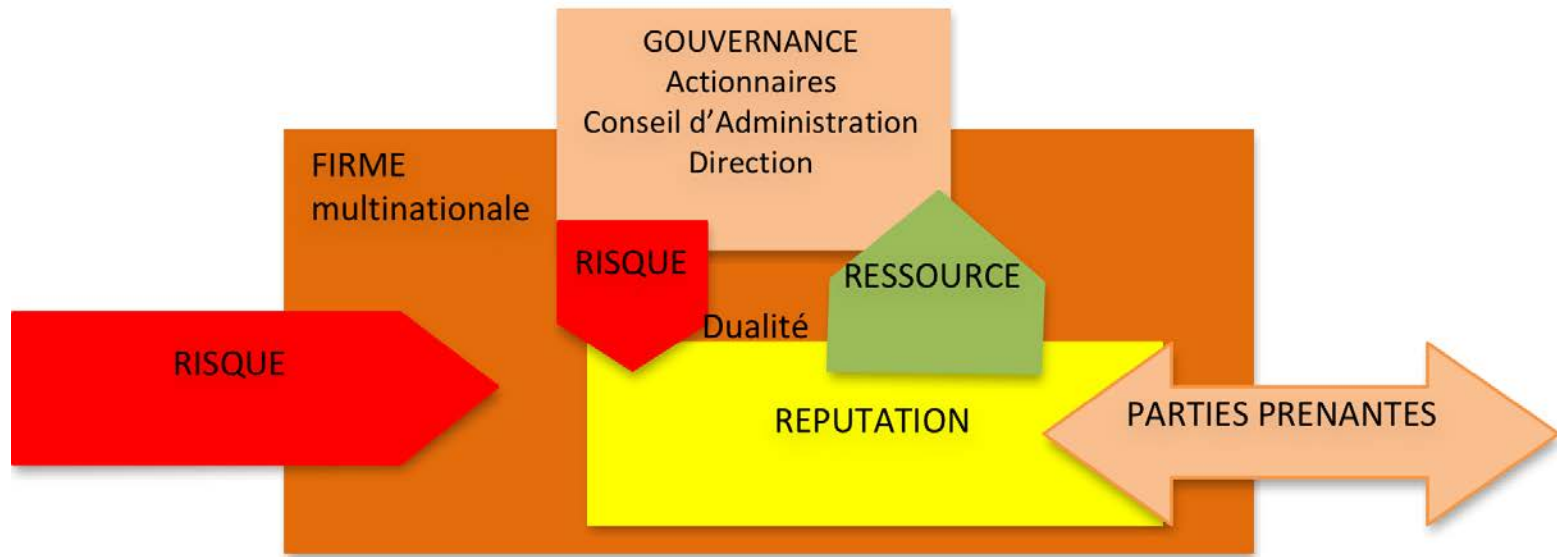 GOUVERNANCE
Actionnaires
Conseil d’Administration
Direction
FIRME
multinationale
RISQUE
RESSOURCE
Dualité
RISQUE
REPUTATION
PARTIES PRENANTES